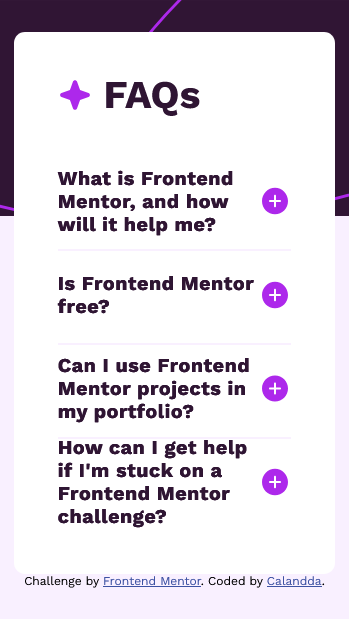 FAQs
What is Frontend
Mentor, and how
will it help me?
Is Frontend Mentor
free?
Can I use Frontend
Mentor projects in
my portfolio?
How can I get help
if I'm stuck on a
Frontend Mentor
challenge?
Challenge by Frontend Mentor. Coded by Calandda.